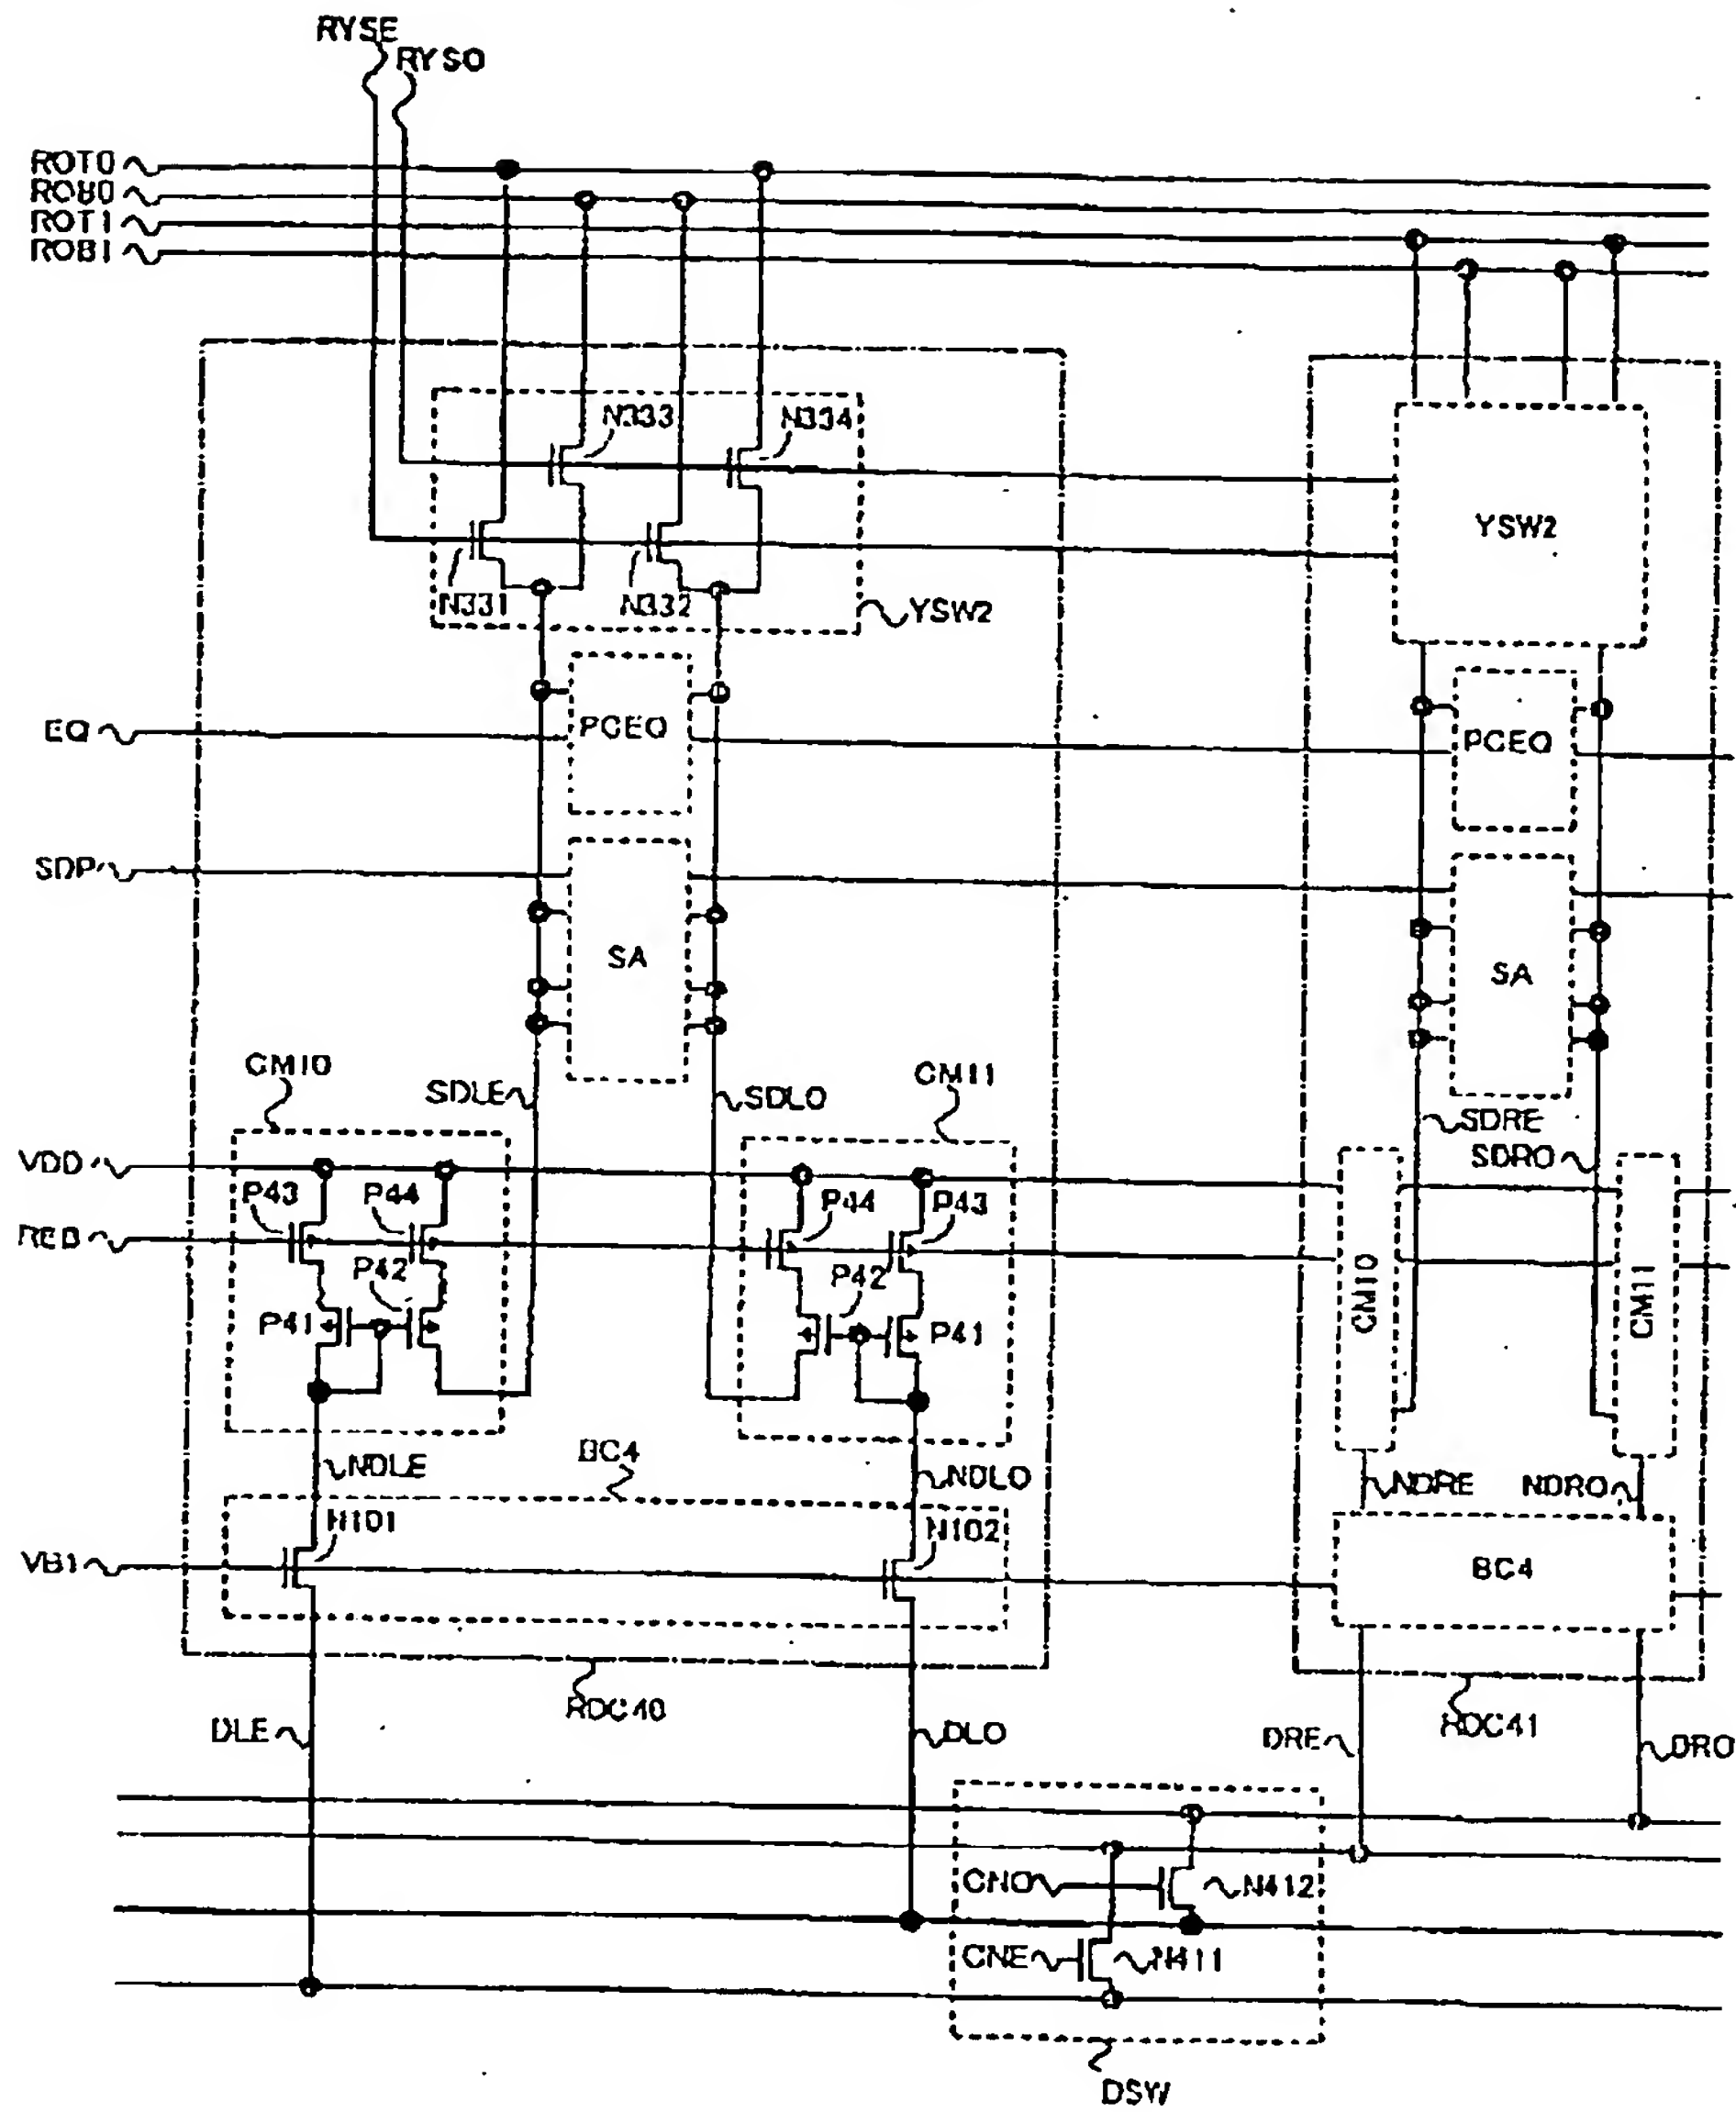 RYSE
RYSO
ROT0
ROB0
ROT1
ROB1
N333
N334
YSW2
N331
N332
YSW2
EQ
PCEQ
PCEQ
SDP
SA
SA
CM10
SDLE
SDLO
CM11
SDRE
SDRO
VDD
P43
P44
P44
P43
REB
P42
P42
P41
P41
CM10
CM11
NDLE
BC4
NDLO
NDRE
NDRO
N101
N102
VB1
BC4
RDC40
RDC41
DLE
DLO
DRE
DRO
CNO
N412
CNE
N411
DSW